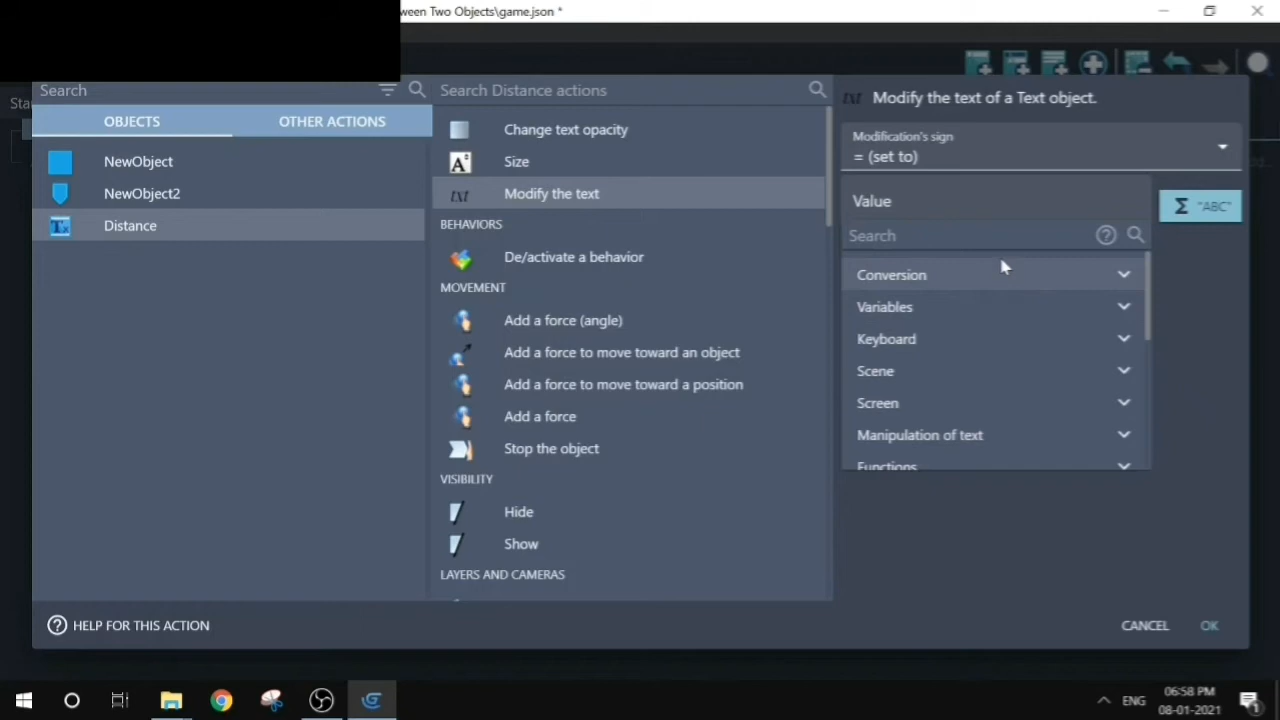 ween Two Objects\game.json *
Sta
Search
Search Distance actions
Modify the text of a Text object.
OBJECTS
OTHER ACTIONS
NewObject
NewObject2
Distance
Change text opacity
Size
Modify the text
BEHAVIORS
De/activate a behavior
MOVEMENT
Add a force (angle)
Add a force to move toward an object
Add a force to move toward a position
Add a force
Stop the object
VISIBILITY
Hide
Show
LAYERS AND CAMERAS
Modification's sign
= (set to)
Value
Σ "ABC"
Search
Conversion
Variables
Keyboard
Scene
Screen
Manipulation of text
Functions
HELP FOR THIS ACTION
CANCEL
OK
ENG
06:58 PM
08-01-2021
1